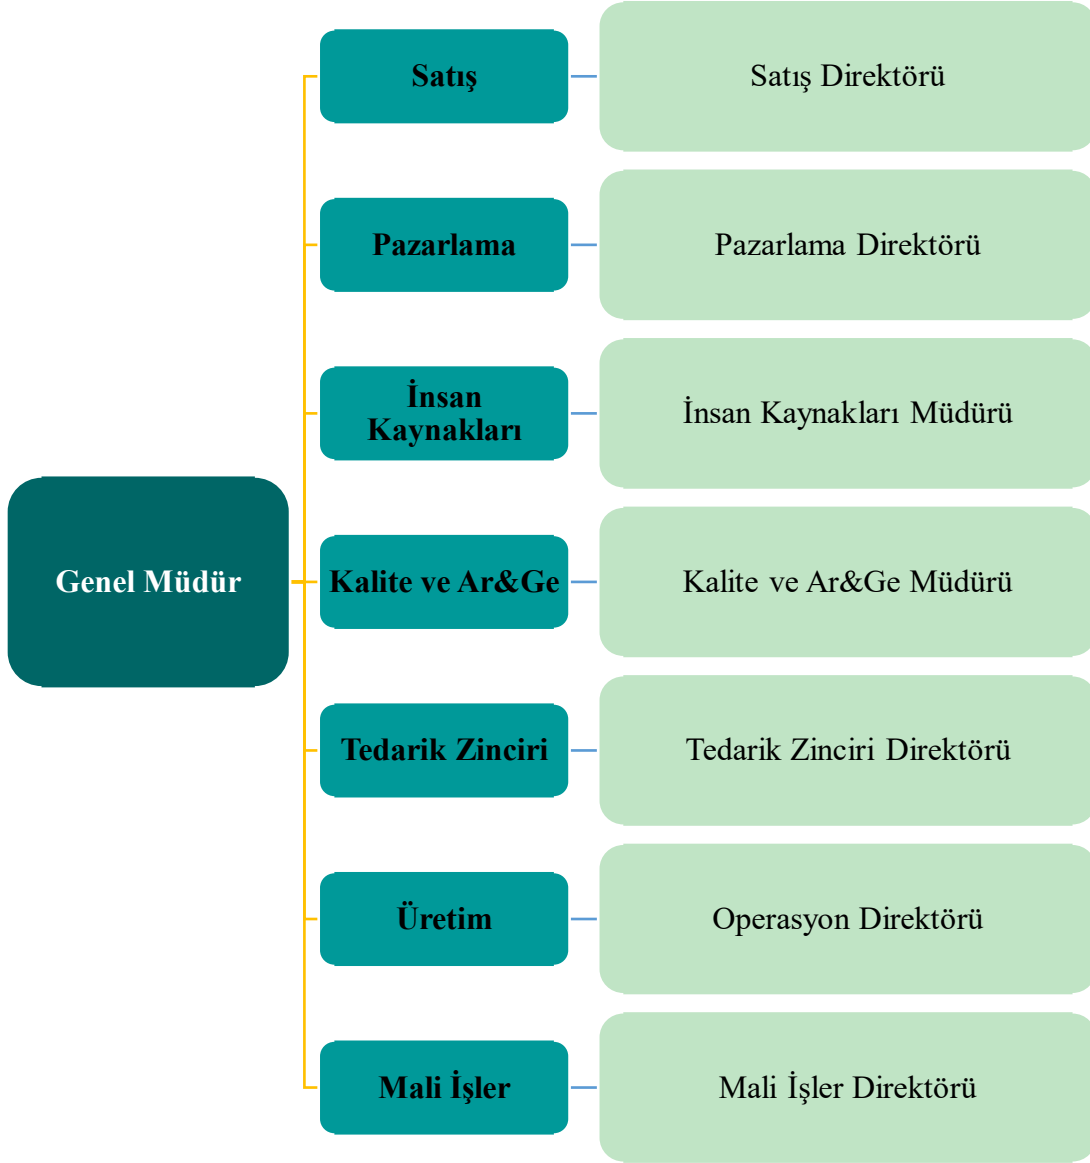 Satış
Satış Direktörü
Pazarlama
Pazarlama Direktörü
İnsan
Kaynakları
İnsan Kaynakları Müdürü
Genel Müdür
Kalite ve Ar&Ge
Kalite ve Ar&Ge Müdürü
Tedarik Zinciri
Tedarik Zinciri Direktörü
Üretim
Operasyon Direktörü
Mali İşler
Mali İşler Direktörü